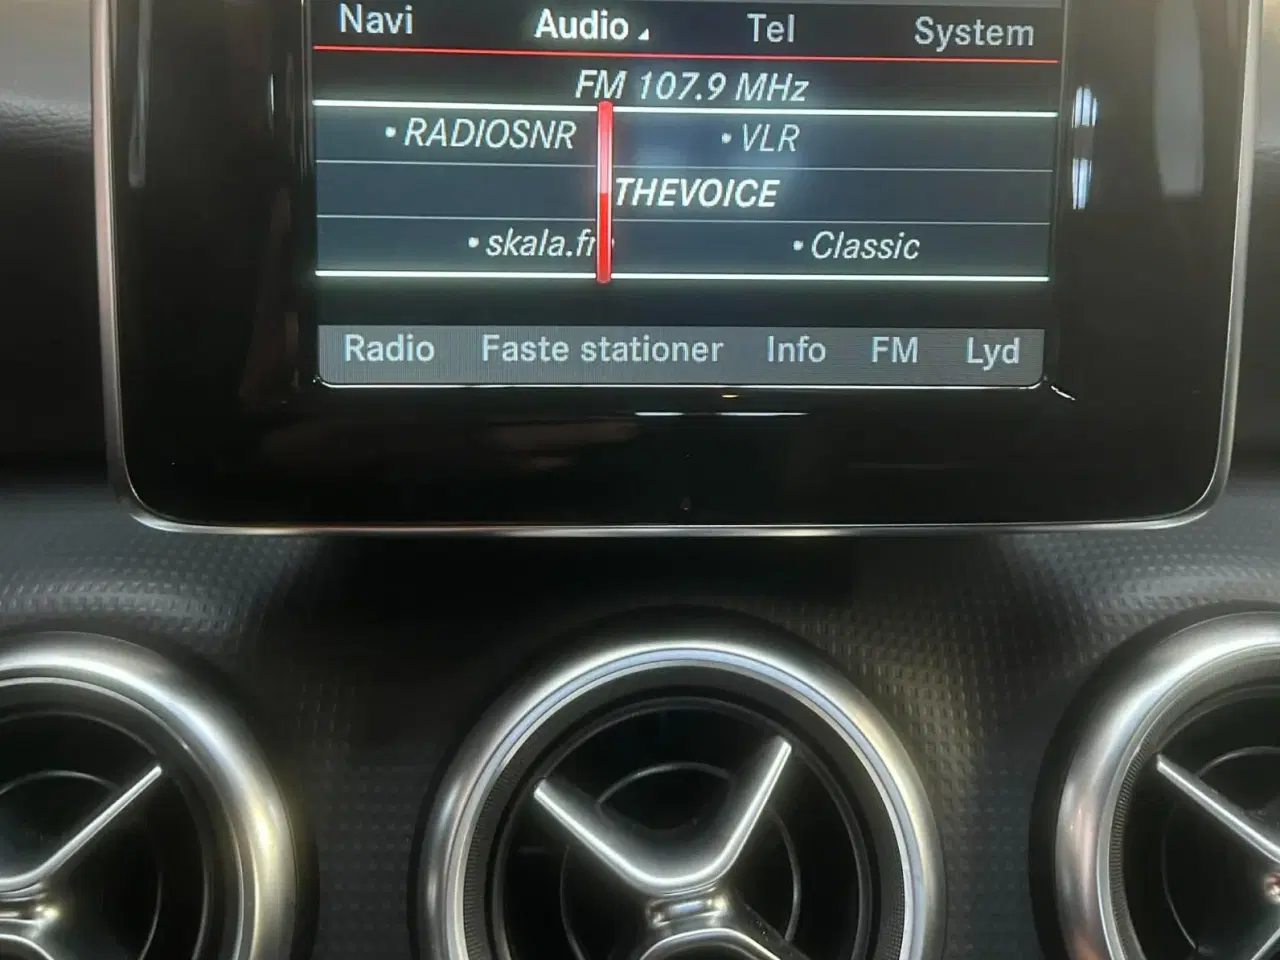 Navi Audio Tel System
FM 107.9 MHz
• RADIOSNR • VLR
THEVOICE
• skala.f • Classic
Radio Faste stationer Info FM Lyd